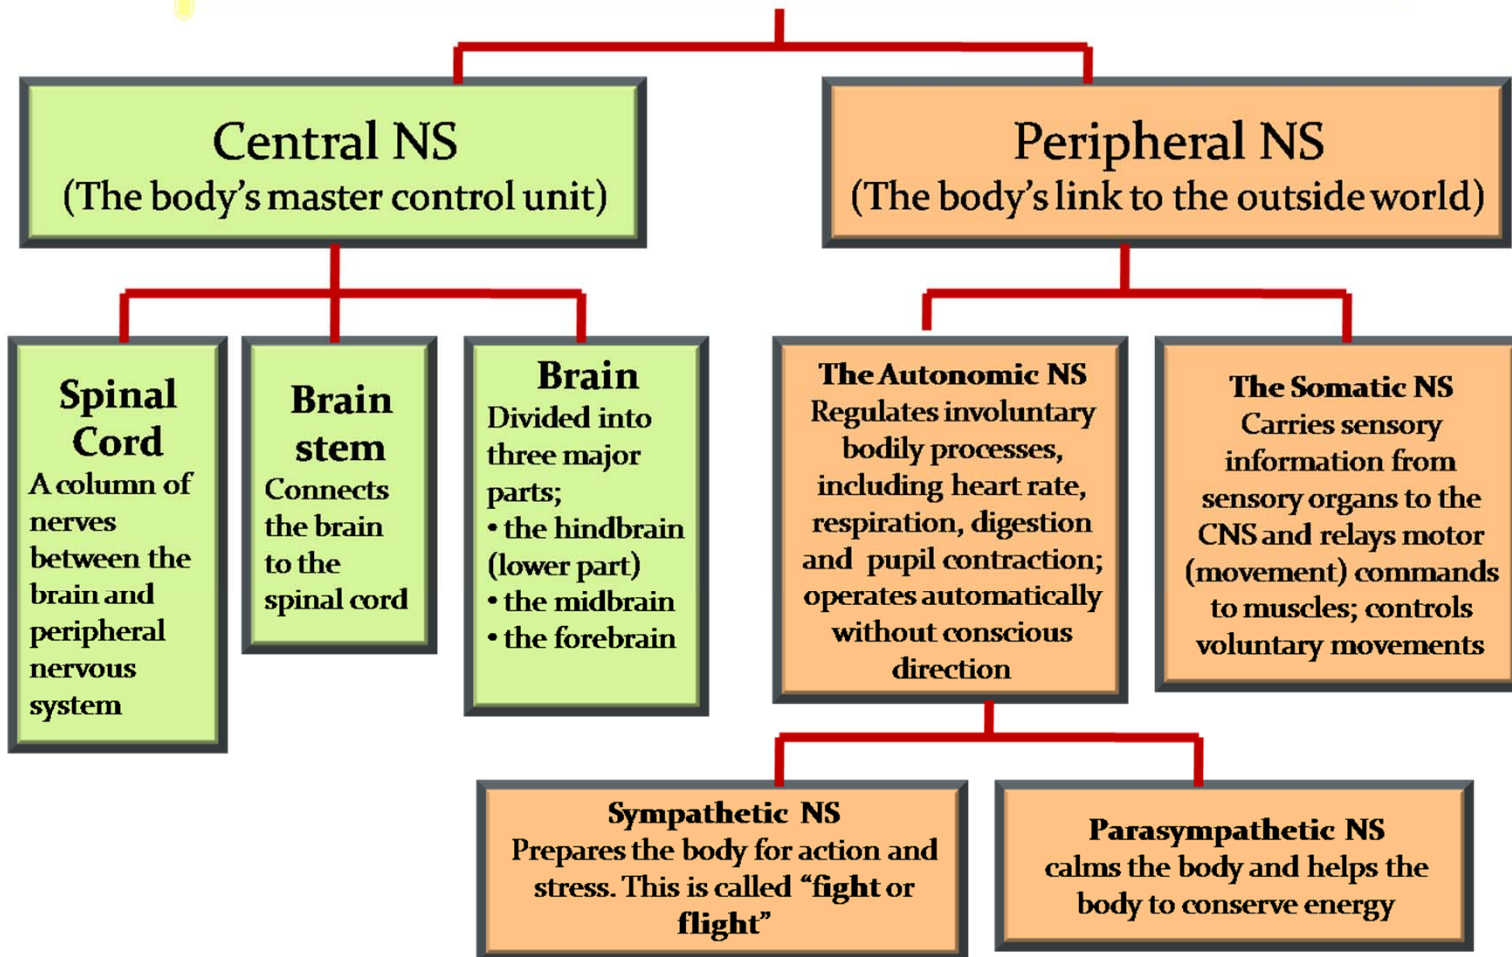 Central NS
(The body’s master control unit)
Peripheral NS
(The body’s link to the outside world)
Spinal
Cord
A column of
nerves
between the
brain and
peripheral
nervous
system
Brain
stem
Connects
the brain
to the
spinal cord
Brain
Divided into
three major
parts;
• the hindbrain
(lower part)
• the midbrain
• the forebrain
The Autonomic NS
Regulates involuntary
bodily processes,
including heart rate,
respiration, digestion
and pupil contraction;
operates automatically
without conscious
direction
The Somatic NS
Carries sensory
information from
sensory organs to the
CNS and relays motor
(movement) commands
to muscles; controls
voluntary movements
Sympathetic NS
Prepares the body for action and
stress. This is called “fight or
flight”
Parasympathetic NS
calms the body and helps the
body to conserve energy